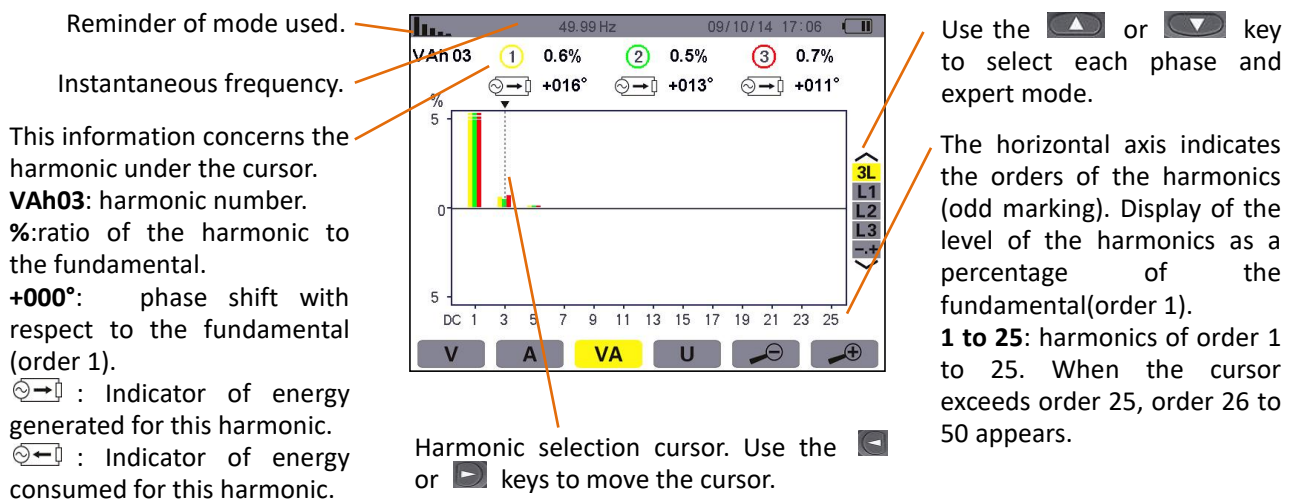 Reminder of mode used.
Instantaneous frequency.
This information concerns the
harmonic under the cursor.
VAh03: harmonic number.
%:ratio of the harmonic to
the fundamental.
+000°: phase shift with
respect to the fundamental
(order 1).
: Indicator of energy
generated for this harmonic.
: Indicator of energy
consumed for this harmonic.
49.99 Hz 09/10/14 17:06
VAh 03 1 0.6% 2 0.5% 3 0.7%
+016° +013° +011°
%
5
0
5
3L
L1
L2
L3
-.+
DC 1 3 5 7 9 11 13 15 17 19 21 23 25
V A VA U
Harmonic selection cursor. Use the
or keys to move the cursor.
Use the or key
to select each phase and
expert mode.
The horizontal axis indicates
the orders of the harmonics
(odd marking). Display of the
level of the harmonics as a
percentage of the
fundamental(order 1).
1 to 25: harmonics of order 1
to 25. When the cursor
exceeds order 25, order 26 to
50 appears.